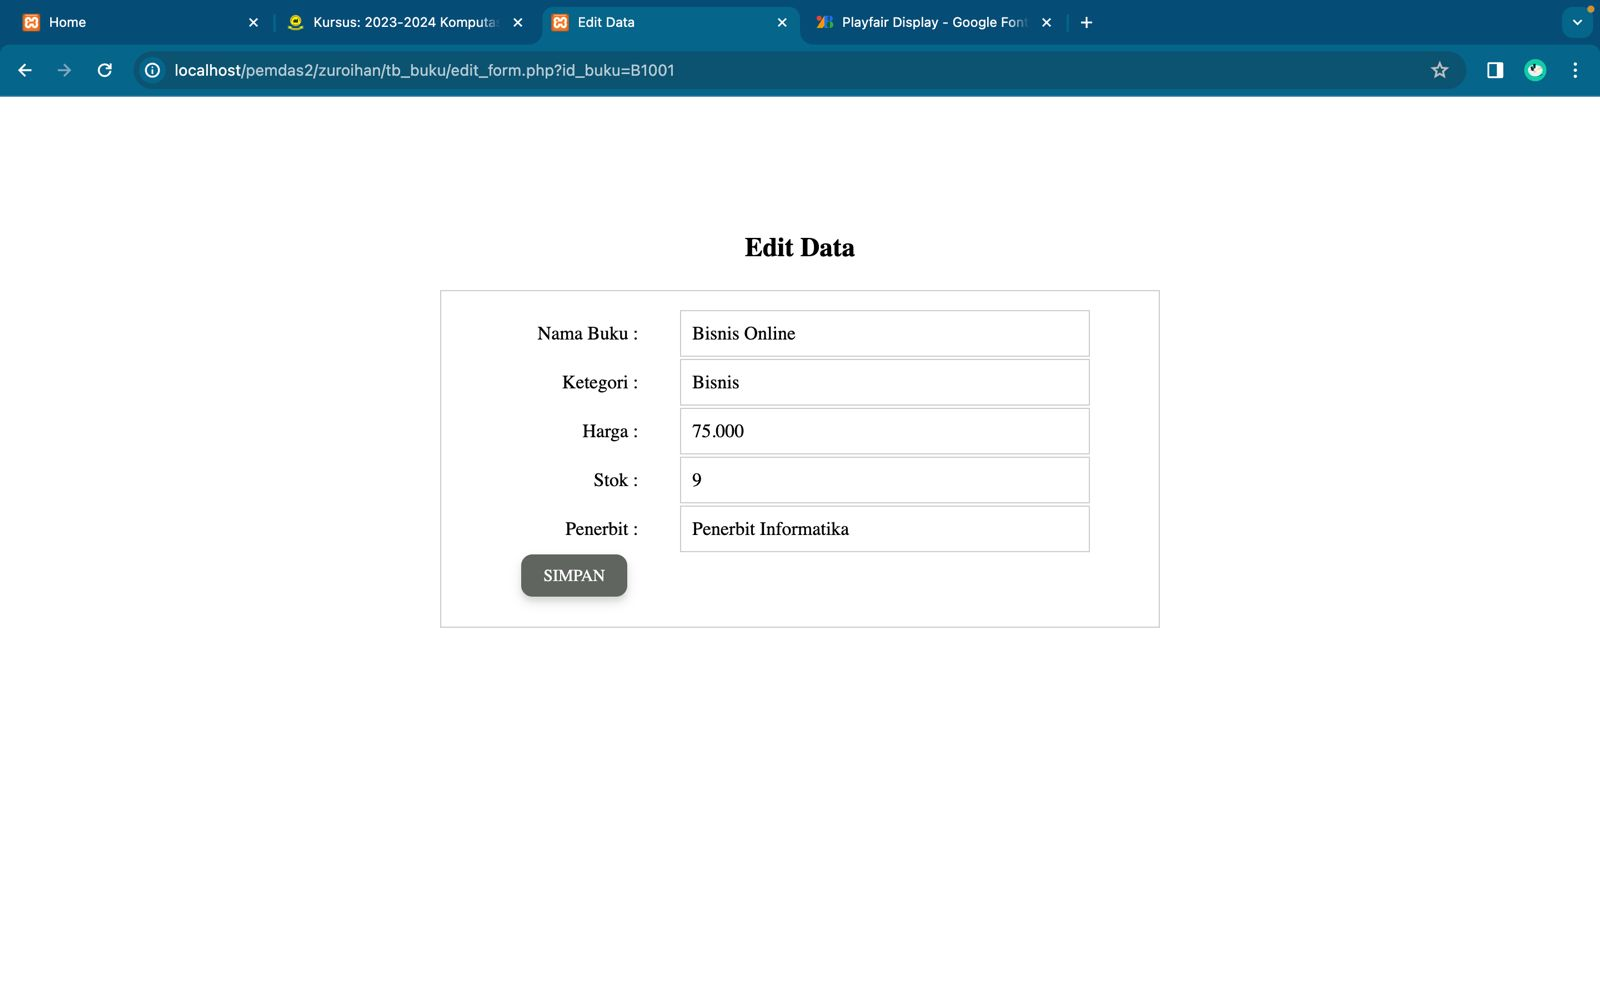 Home
Kursus: 2023-2024 Komputa
Edit Data
Playfair Display - Google Font
localhost/pemdas2/zuroihan/tb_buku/edit_form.php?id_buku=B1001
Edit Data
Nama Buku : Bisnis Online
Ketegori : Bisnis
Harga : 75.000
Stok : 9
Penerbit : Penerbit Informatika
SIMPAN